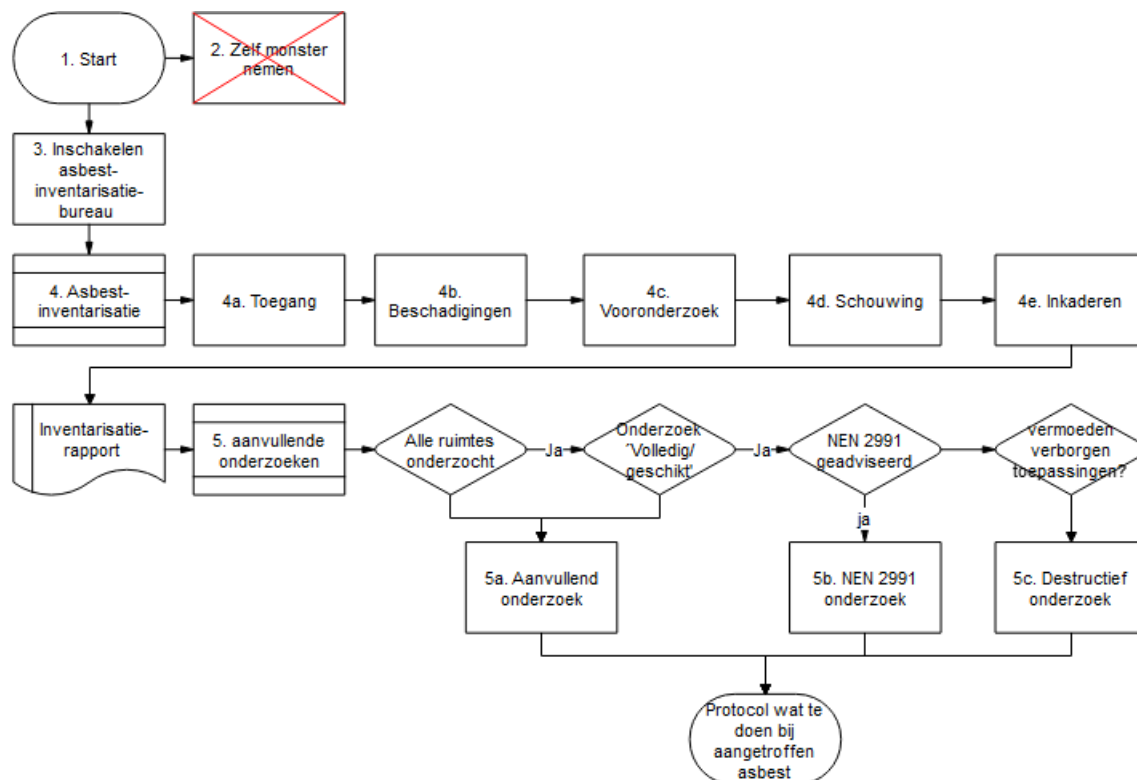 1. Start
2. Zelf monster
nemen
3. Inschakelen
asbest-
inventarisatie-
bureau
4. Asbest-
inventarisatie
4a. Toegang
4b.
Beschadigingen
4c.
Vooronderzoek
4d. Schouwing
4e. Inkaderen
Inventarisatie-
rapport
5. aanvullende
onderzoeken
Alle ruimtes
onderzocht
Ja
Onderzoek
'Volledig/
geschikt'
Ja
NEN 2991
geadviseerd
vermoeden
verborgen
toepassingen?
ja
5a. Aanvullend
onderzoek
5b. NEN 2991
onderzoek
5c. Destructief
onderzoek
Protocol wat te
doen bij
aangetroffen
asbest